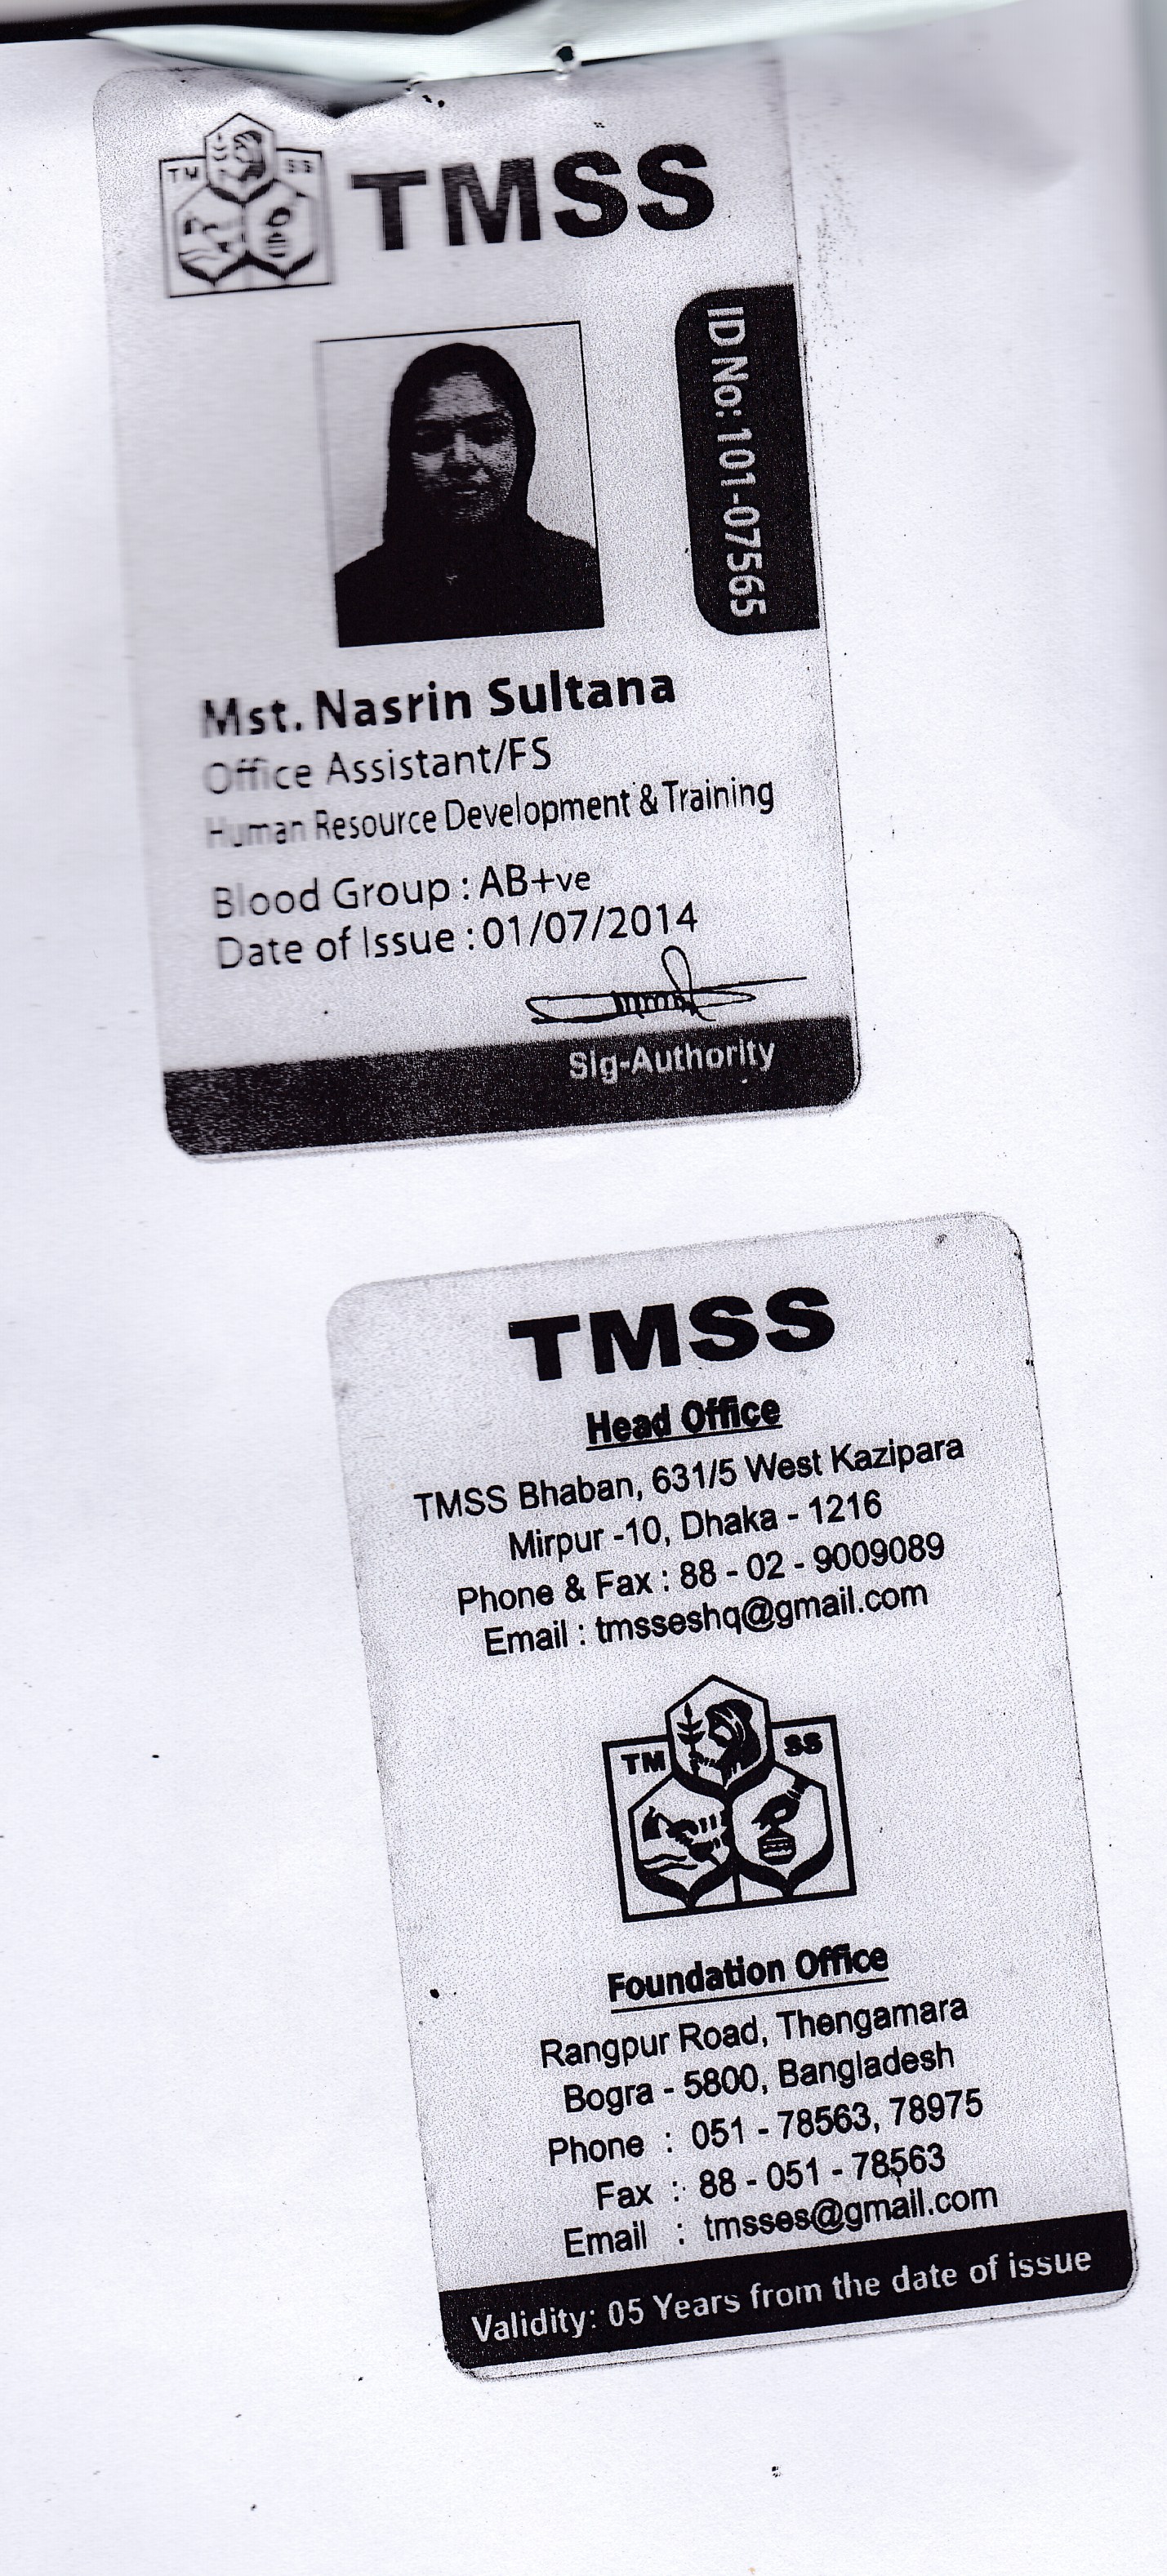 TM SS
TMSS
ID No: 101-07565
Mst. Nasrin Sultana
Office Assistant/FS
Human Resource Development & Training
Blood Group : AB+ve
Date of Issue : 01/07/2014
Sig-Authority
TMSS
Head Office
TMSS Bhaban, 631/5 West Kazipara
Mirpur -10, Dhaka - 1216
Phone & Fax : 88 - 02 - 9009089
Email : tmsseshq@gmail.com
TM SS
Foundation Office
Rangpur Road, Thengamara
Bogra - 5800, Bangladesh
Phone : 051 - 78563, 78975
Fax : 88 - 051 - 78563
Email : tmsses@gmail.com
Validity: 05 Years from the date of issue